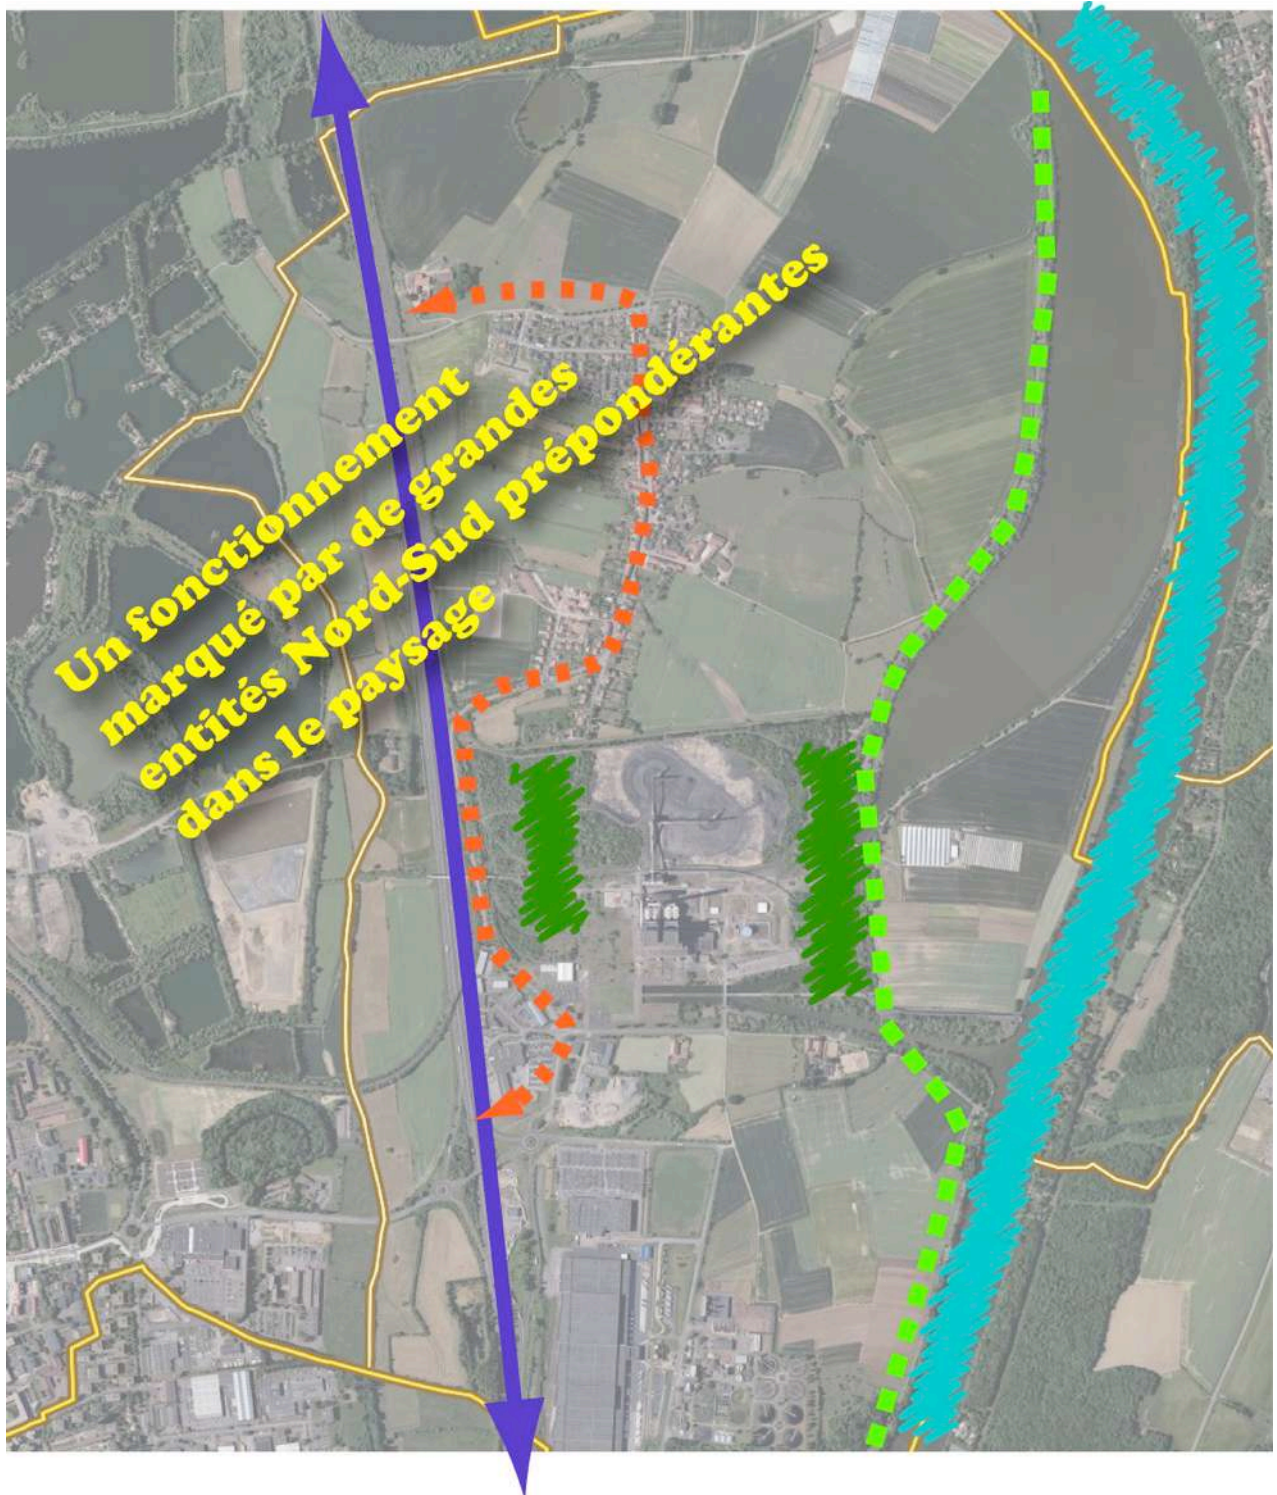 Un fonctionnement
marqué par de grandes
entités Nord-Sud prépondérantes
dans le paysage